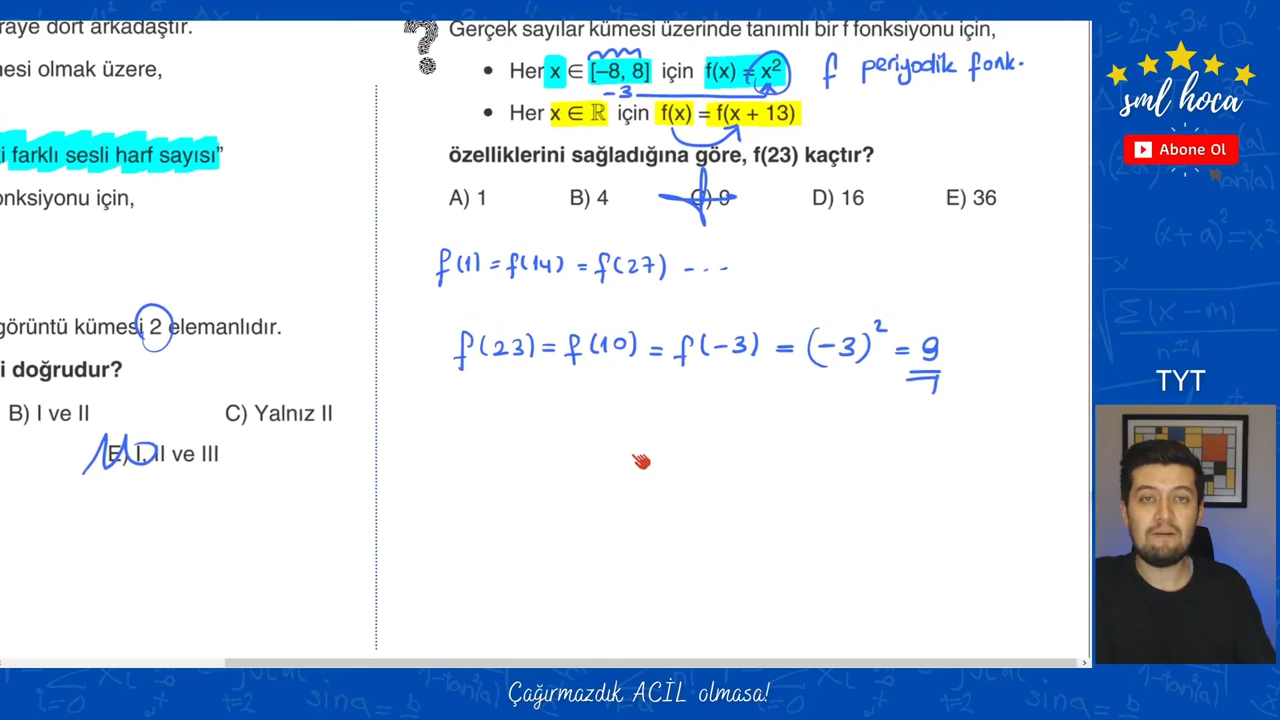 raye dört arkadaştır.
nesi olmak üzere,
i farklı sesli harf sayısı”
onksiyonu için,
görüntü kümesi 2 elemanlıdır.
i doğrudur?
B) I ve II C) Yalnız II
E) I, II ve III
?
Gerçek sayılar kümesi üzerinde tanımlı bir f fonksiyonu için,
• Her x ∈ [−8, 8] için f(x) = x² f periyodik fonk.
-3
• Her x ∈ ℝ için f(x) = f(x + 13)
özelliklerini sağladığına göre, f(23) kaçtır?
A) 1 B) 4 C) 9 D) 16 E) 36
f(1) = f(14) = f(27) ----
f(23) = f(10) = f(-3) = (-3)² = 9
sml hoca
Abone Ol
TYT
Çağırmazdık ACİL olmasa!